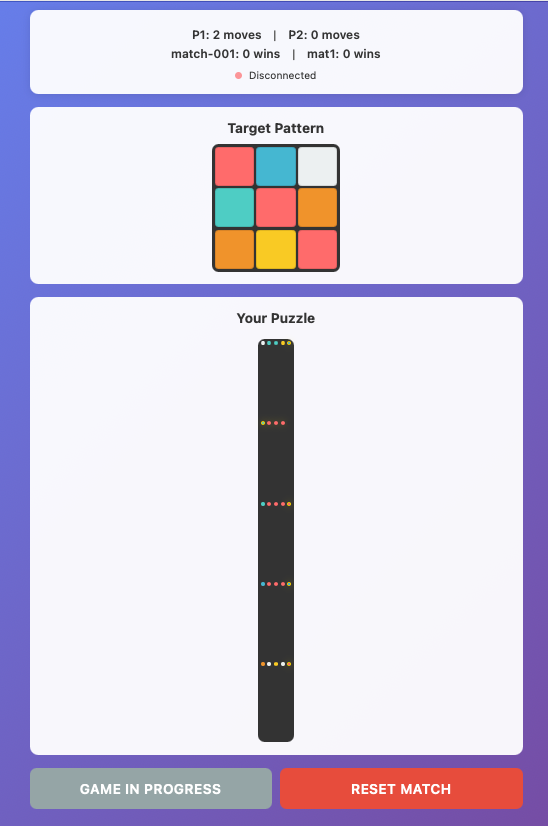 P1: 2 moves | P2: 0 moves
match-001: 0 wins | mat1: 0 wins
Disconnected
Target Pattern
Your Puzzle
GAME IN PROGRESS
RESET MATCH